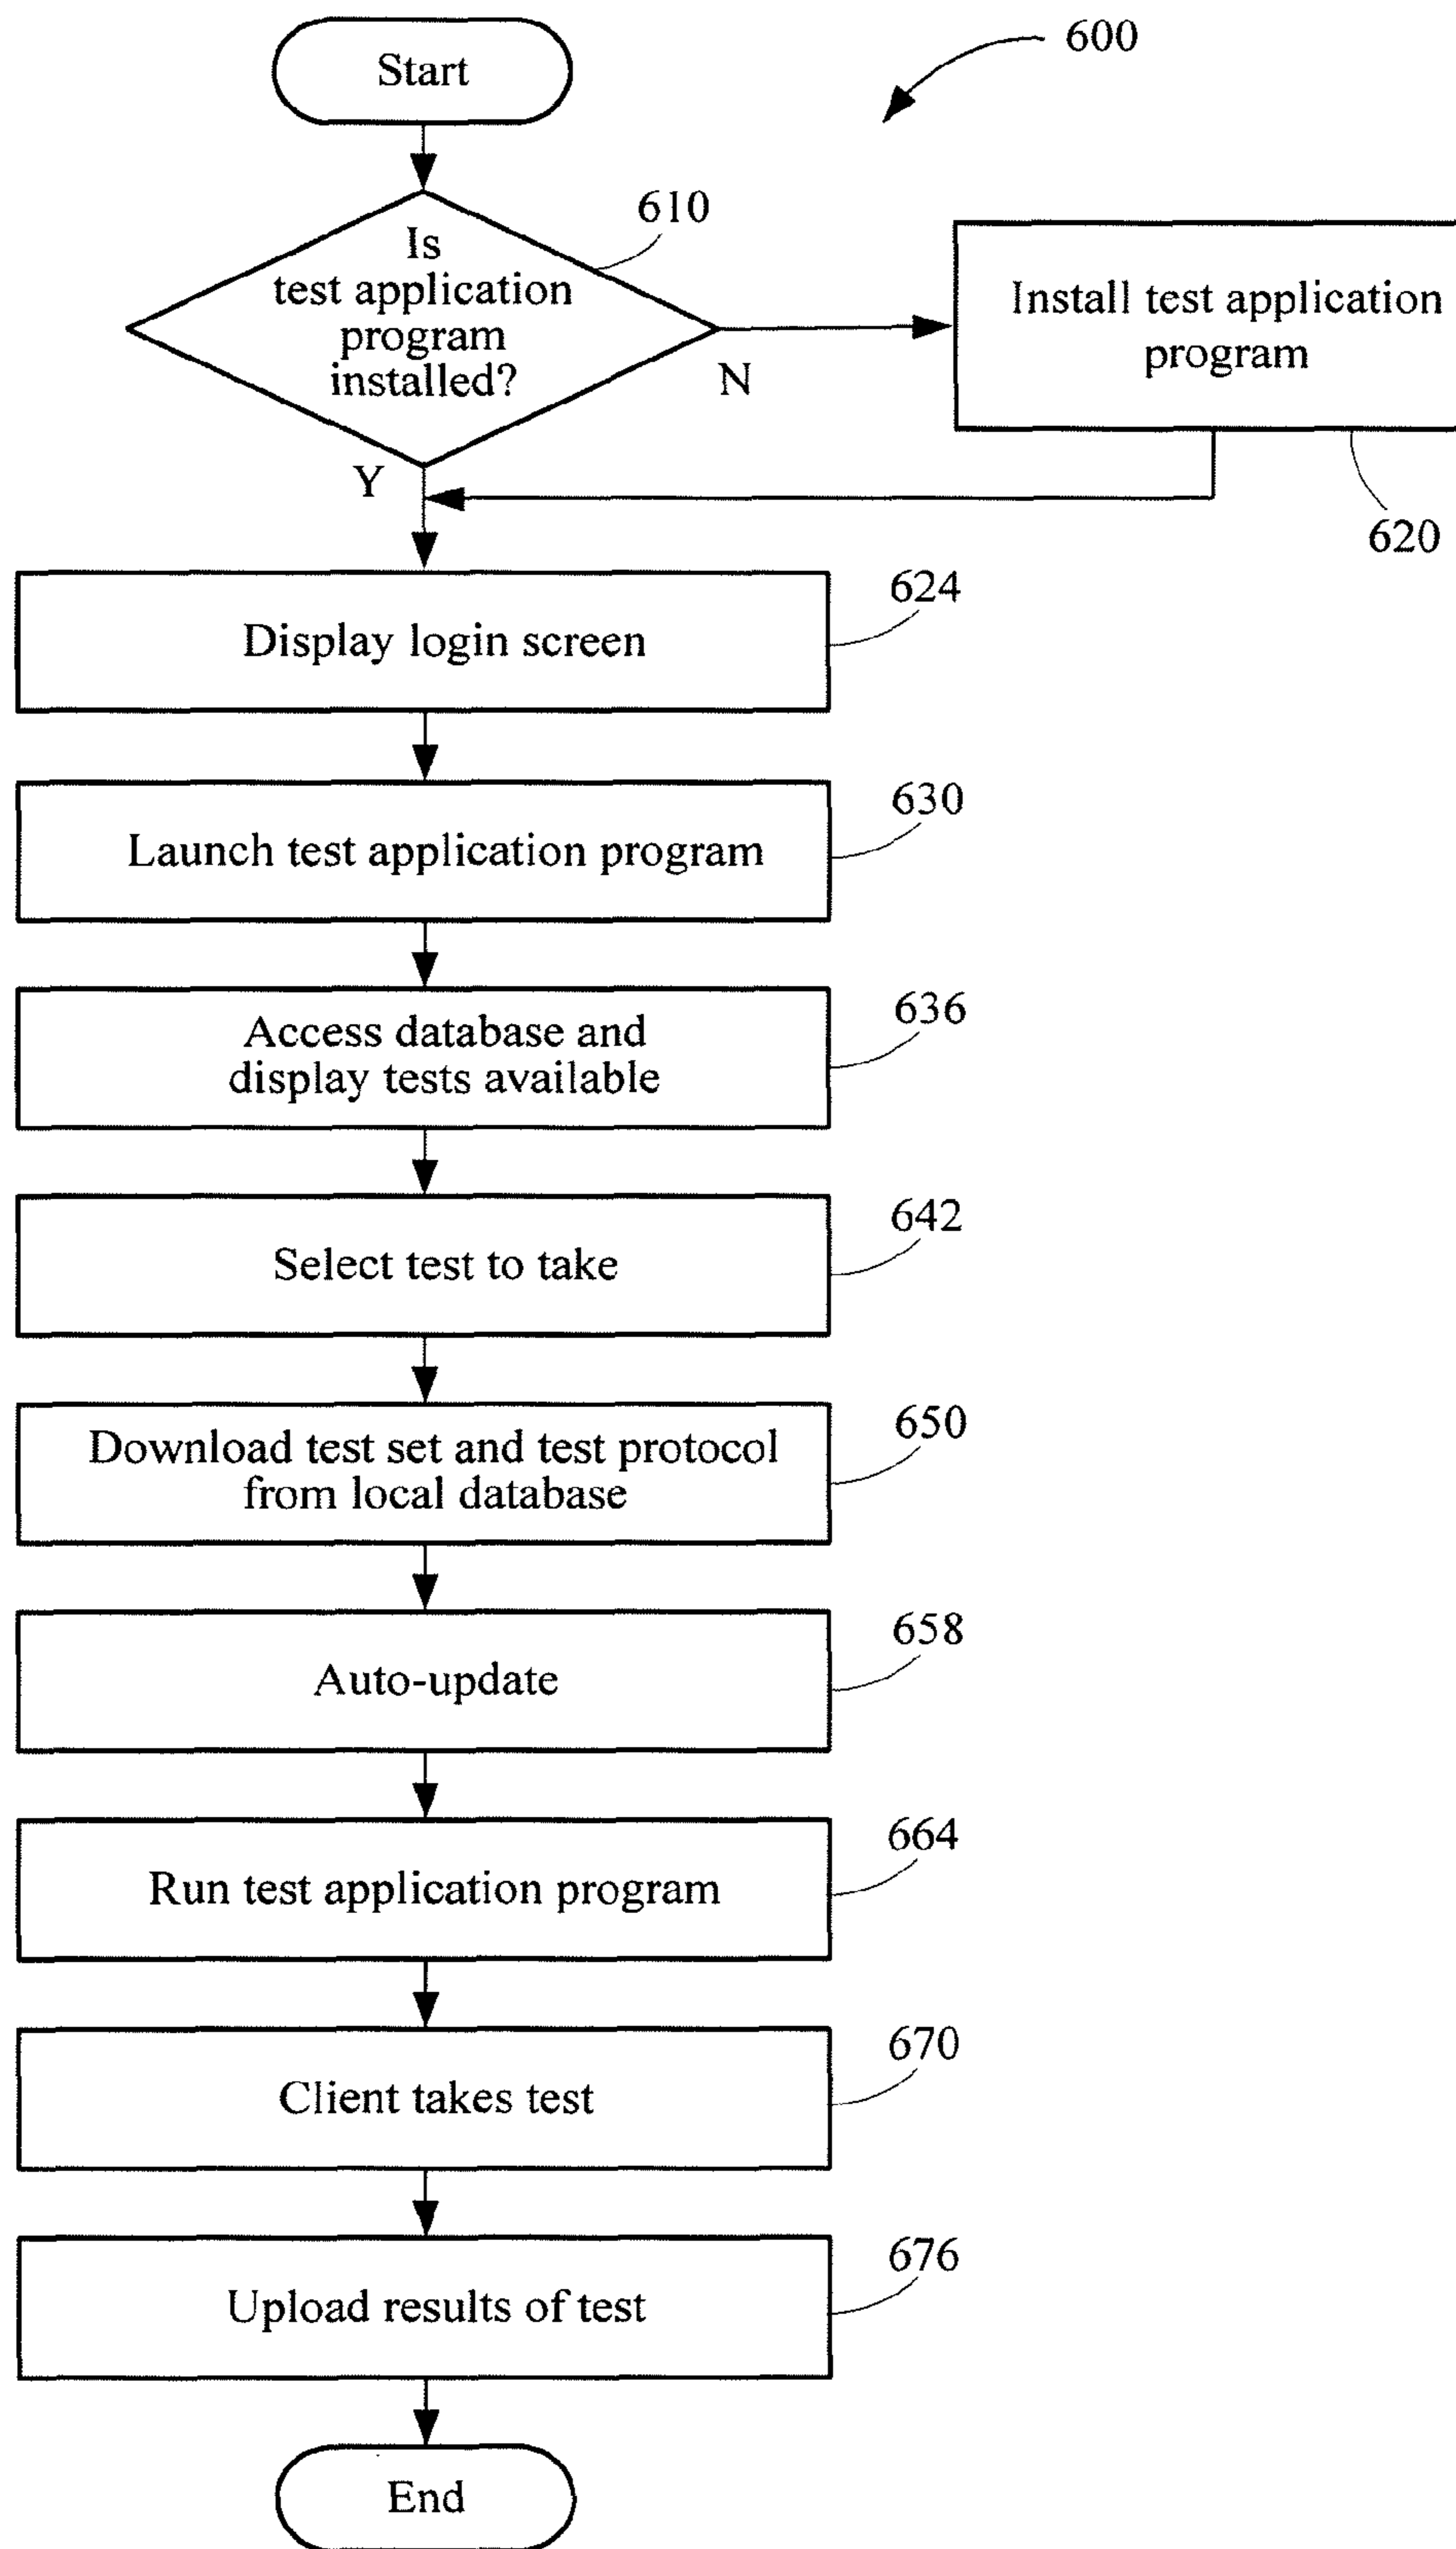 Start
600
610
Is
test application
program
installed?
N
Y
Install test application
program
620
Display login screen
624
Launch test application program
630
Access database and
display tests available
636
Select test to take
642
Download test set and test protocol
from local database
650
Auto-update
658
Run test application program
664
Client takes test
670
Upload results of test
676
End